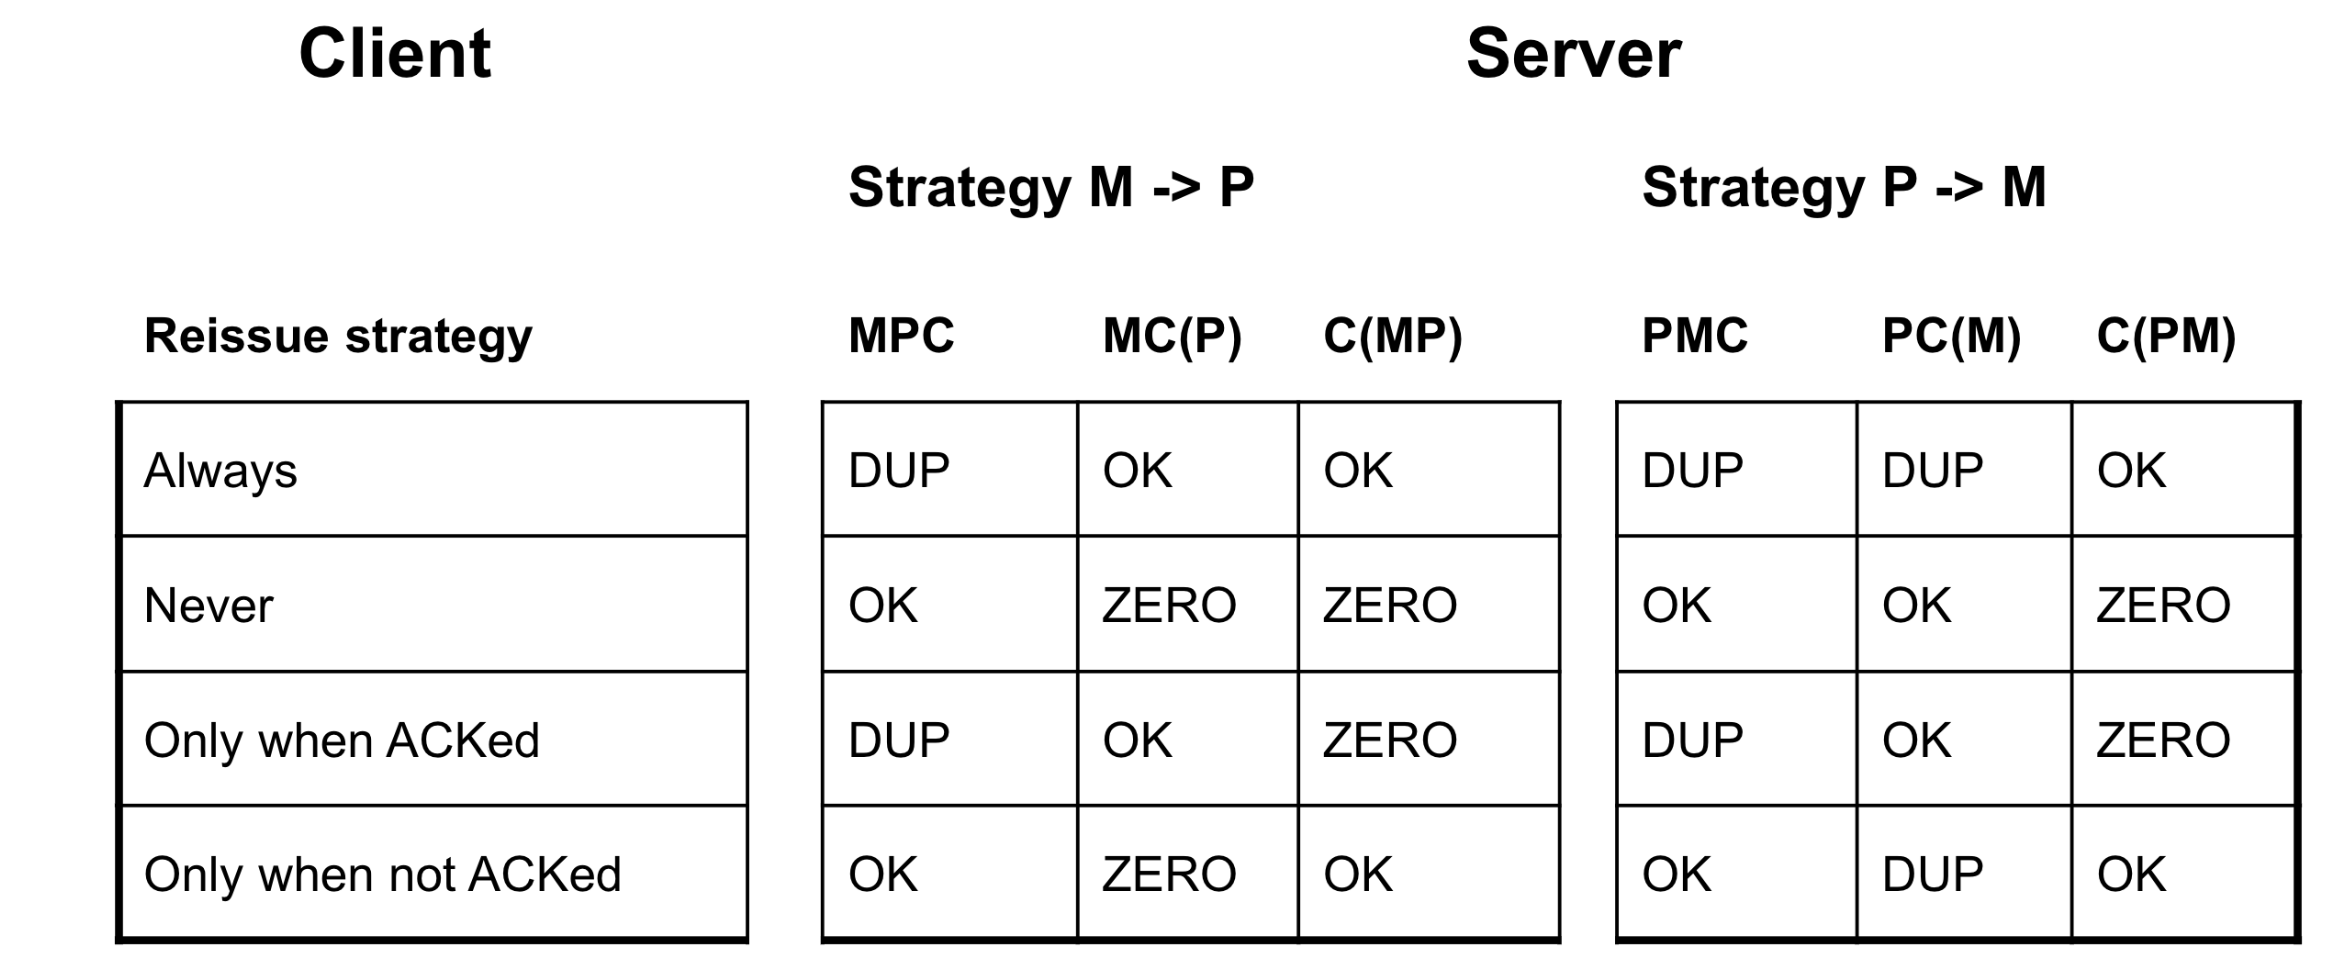 Client Server
Strategy M -> P Strategy P -> M
Reissue strategy MPC MC(P) C(MP) PMC PC(M) C(PM)
Always DUP OK OK DUP DUP OK
Never OK ZERO ZERO OK OK ZERO
Only when ACKed DUP OK ZERO DUP OK ZERO
Only when not ACKed OK ZERO OK OK DUP OK